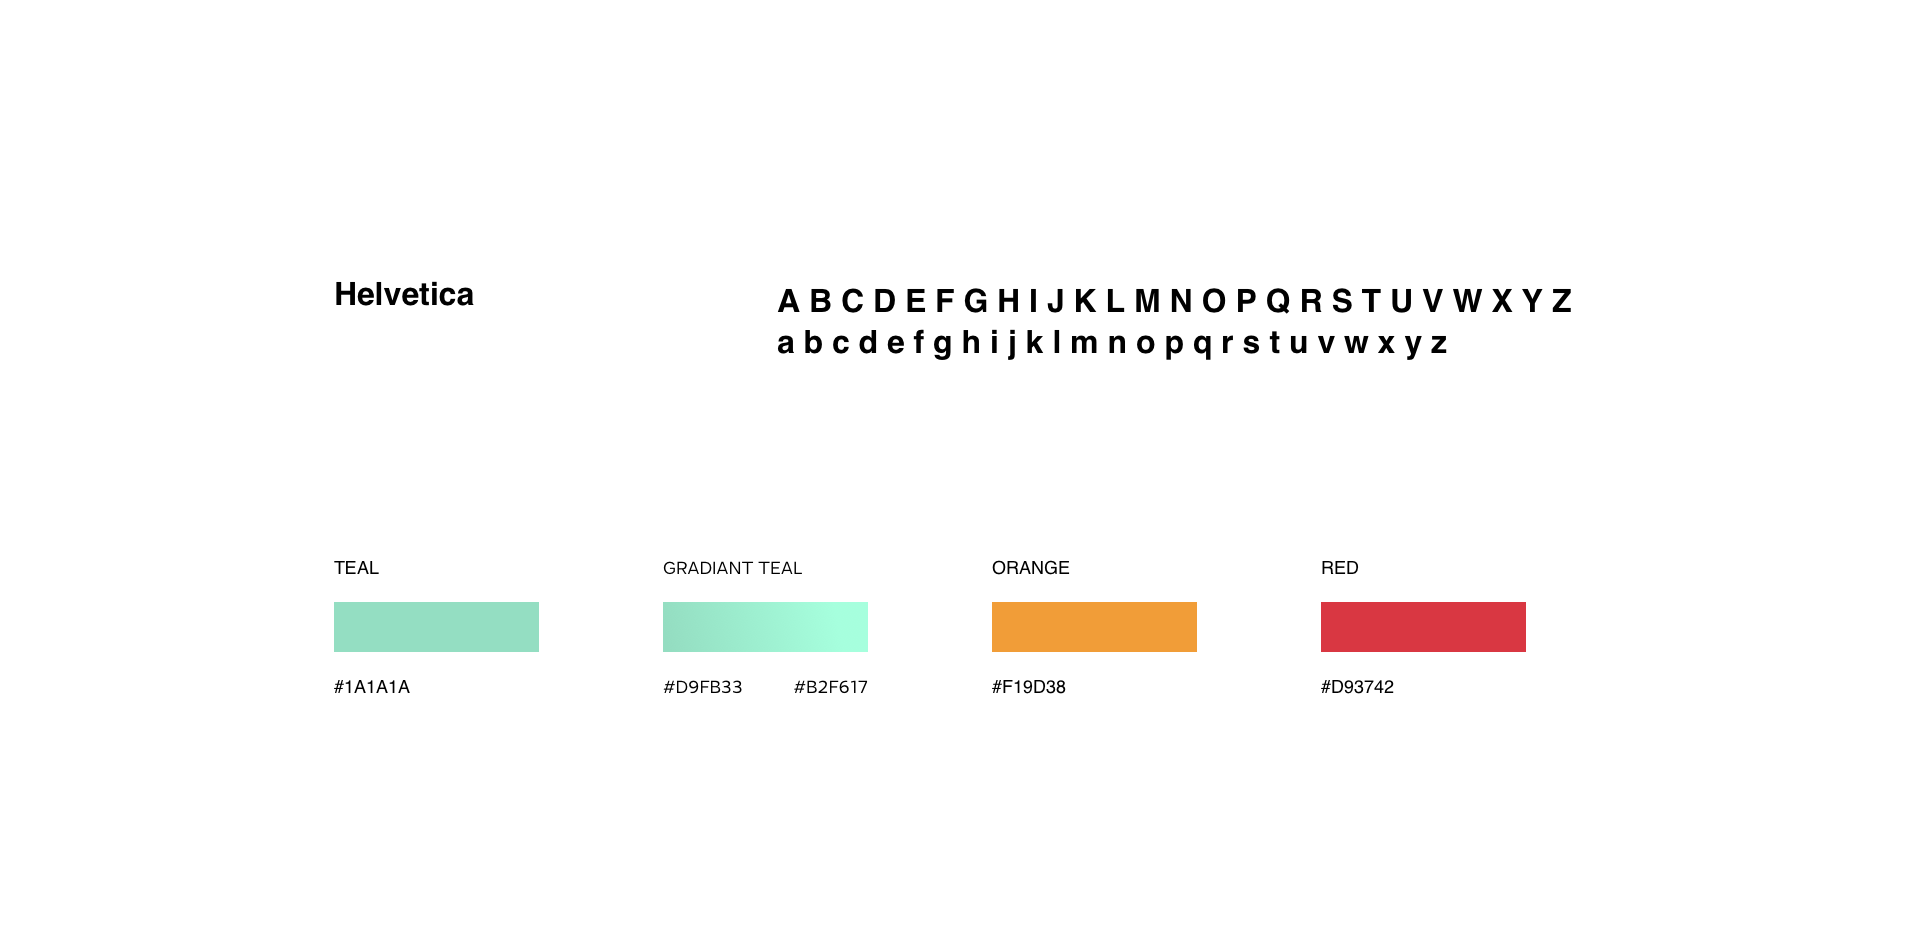 Helvetica
A B C D E F G H I J K L M N O P Q R S T U V W X Y Z
a b c d e f g h i j k l m n o p q r s t u v w x y z
TEAL
GRADIANT TEAL
ORANGE
RED
#1A1A1A
#D9FB33 #B2F617
#F19D38
#D93742